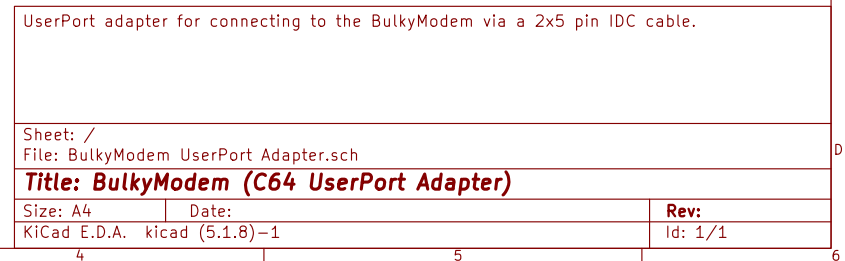 UserPort adapter for connecting to the BulkyModem via a 2x5 pin IDC cable.
Sheet: /
File: BulkyModem UserPort Adapter.sch
D
Title: BulkyModem (C64 UserPort Adapter)
Size: A4 Date: Rev:
KiCad E.D.A. kicad (5.1.8)-1 Id: 1/1
4 5 6